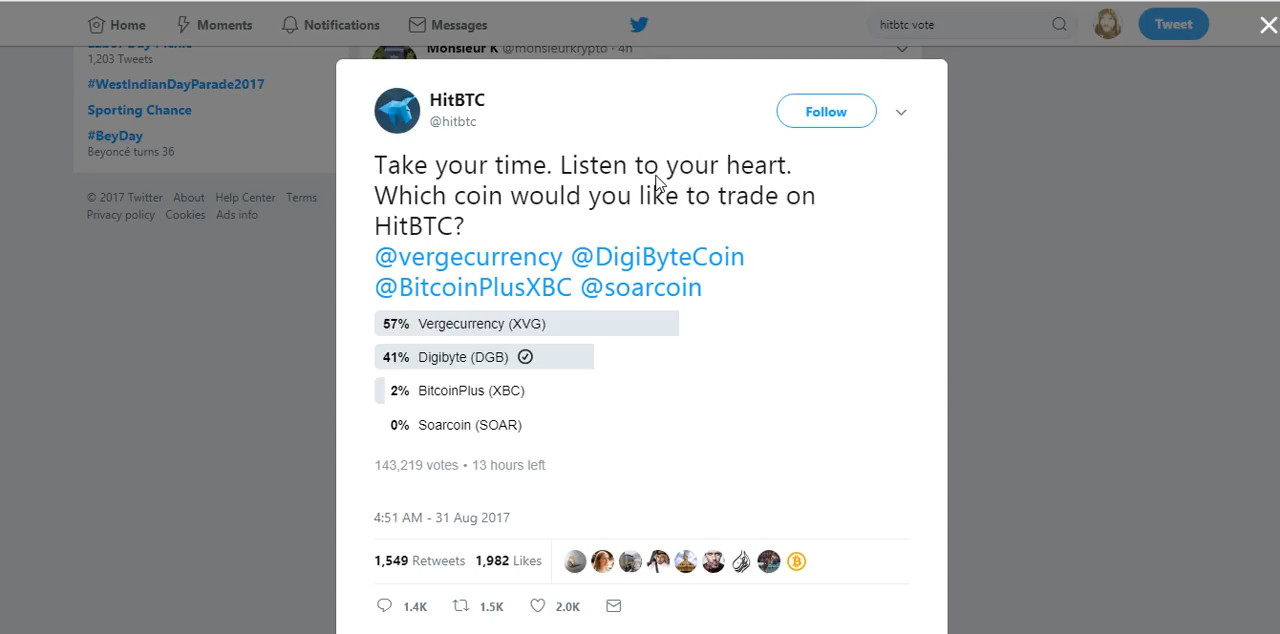 Home Moments Notifications Messages hitbtc vote Tweet
Labor Day Picnic
1,203 Tweets
Monsieur K @monsieurkrypto · 4h
#WestIndianDayParade2017
Sporting Chance
#BeyDay
Beyoncé turns 36
© 2017 Twitter About Help Center Terms
Privacy policy Cookies Ads info
HitBTC
@hitbtc
Follow
Take your time. Listen to your heart.
Which coin would you like to trade on
HitBTC?
@vergecurrency @DigiByteCoin
@BitcoinPlusXBC @soarcoin
57% Vergecurrency (XVG)
41% Digibyte (DGB)
2% BitcoinPlus (XBC)
0% Soarcoin (SOAR)
143,219 votes • 13 hours left
4:51 AM - 31 Aug 2017
1,549 Retweets 1,982 Likes
1.4K 1.5K 2.0K